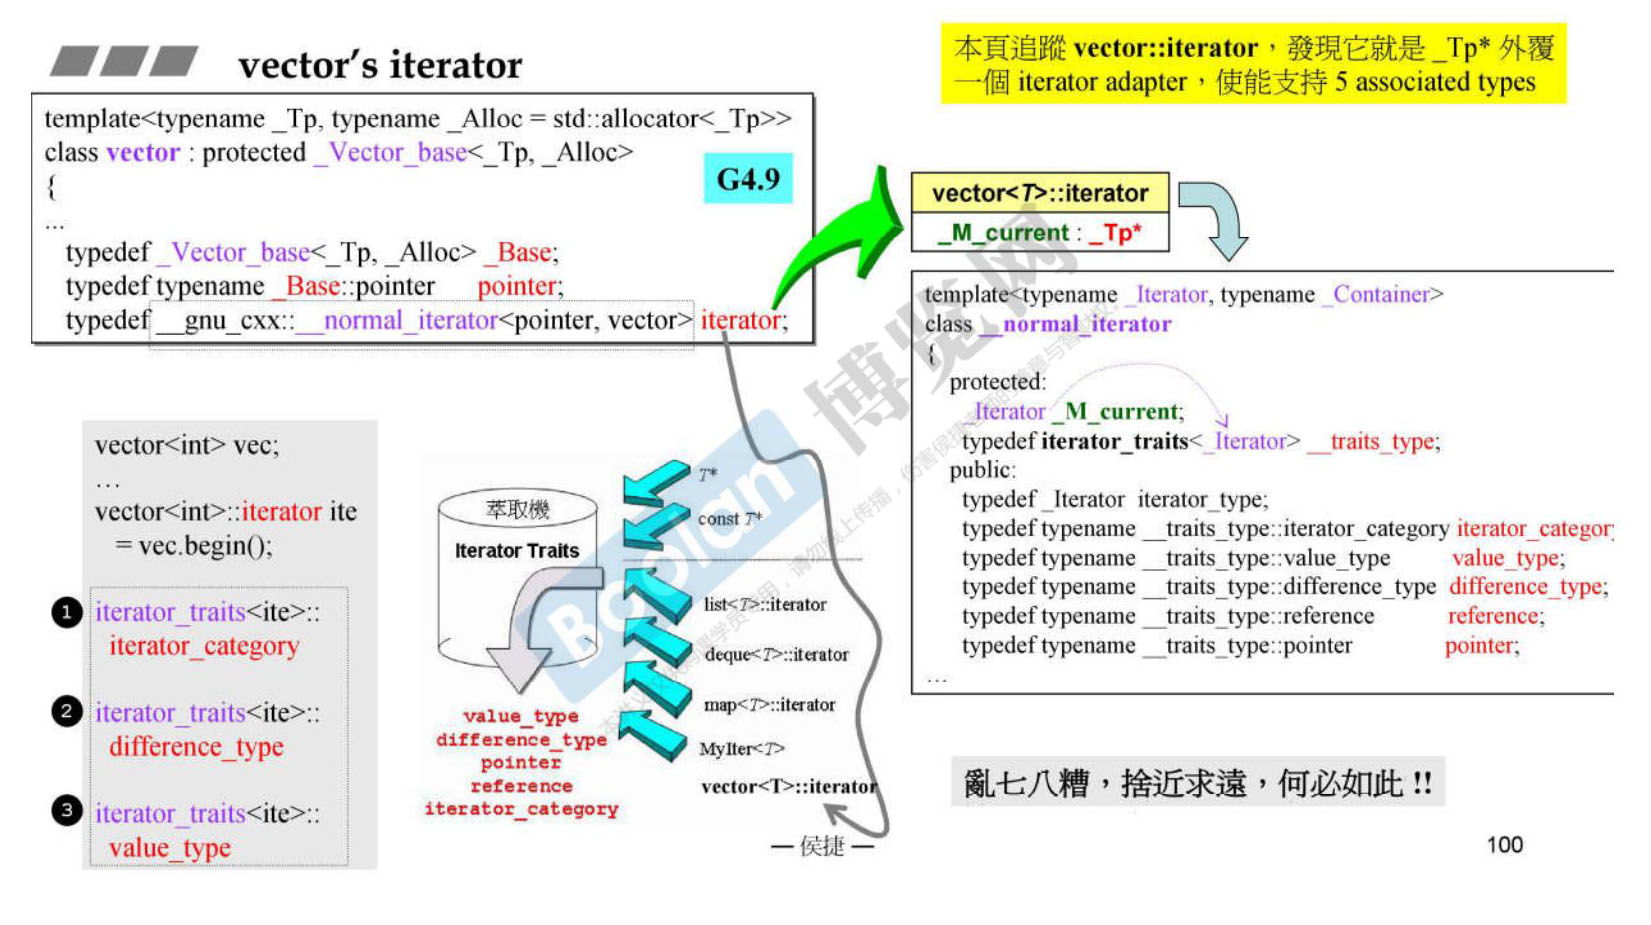 vector's iterator
本頁追蹤 vector::iterator，發現它就是 _Tp* 外覆
一個 iterator adapter，使能支持 5 associated types
template<typename _Tp, typename _Alloc = std::allocator<_Tp>>
class vector : protected _Vector_base<_Tp, _Alloc>
{
...
typedef _Vector_base<_Tp, _Alloc> _Base;
typedef typename _Base::pointer pointer;
typedef __gnu_cxx::__normal_iterator<pointer, vector> iterator;
G4.9
vector<T>::iterator
_M_current : _Tp*
template<typename _Iterator, typename _Container>
class __normal_iterator
{
protected:
_Iterator _M_current;
typedef iterator_traits<_Iterator> __traits_type;
public:
typedef _Iterator iterator_type;
typedef typename __traits_type::iterator_category iterator_category
typedef typename __traits_type::value_type value_type;
typedef typename __traits_type::difference_type difference_type;
typedef typename __traits_type::reference reference;
typedef typename __traits_type::pointer pointer;
...
vector<int> vec;
...
vector<int>::iterator ite
= vec.begin();
1 iterator_traits<ite>::
iterator_category
2 iterator_traits<ite>::
difference_type
3 iterator_traits<ite>::
value_type
萃取機
Iterator Traits
T*
const T*
list<T>::iterator
deque<T>::iterator
map<T>::iterator
MyIter<T>
vector<T>::iterator
value_type
difference_type
pointer
reference
iterator_category
亂七八糟，捨近求遠，何必如此 !!
— 侯捷 —
100
Boolan 博览网